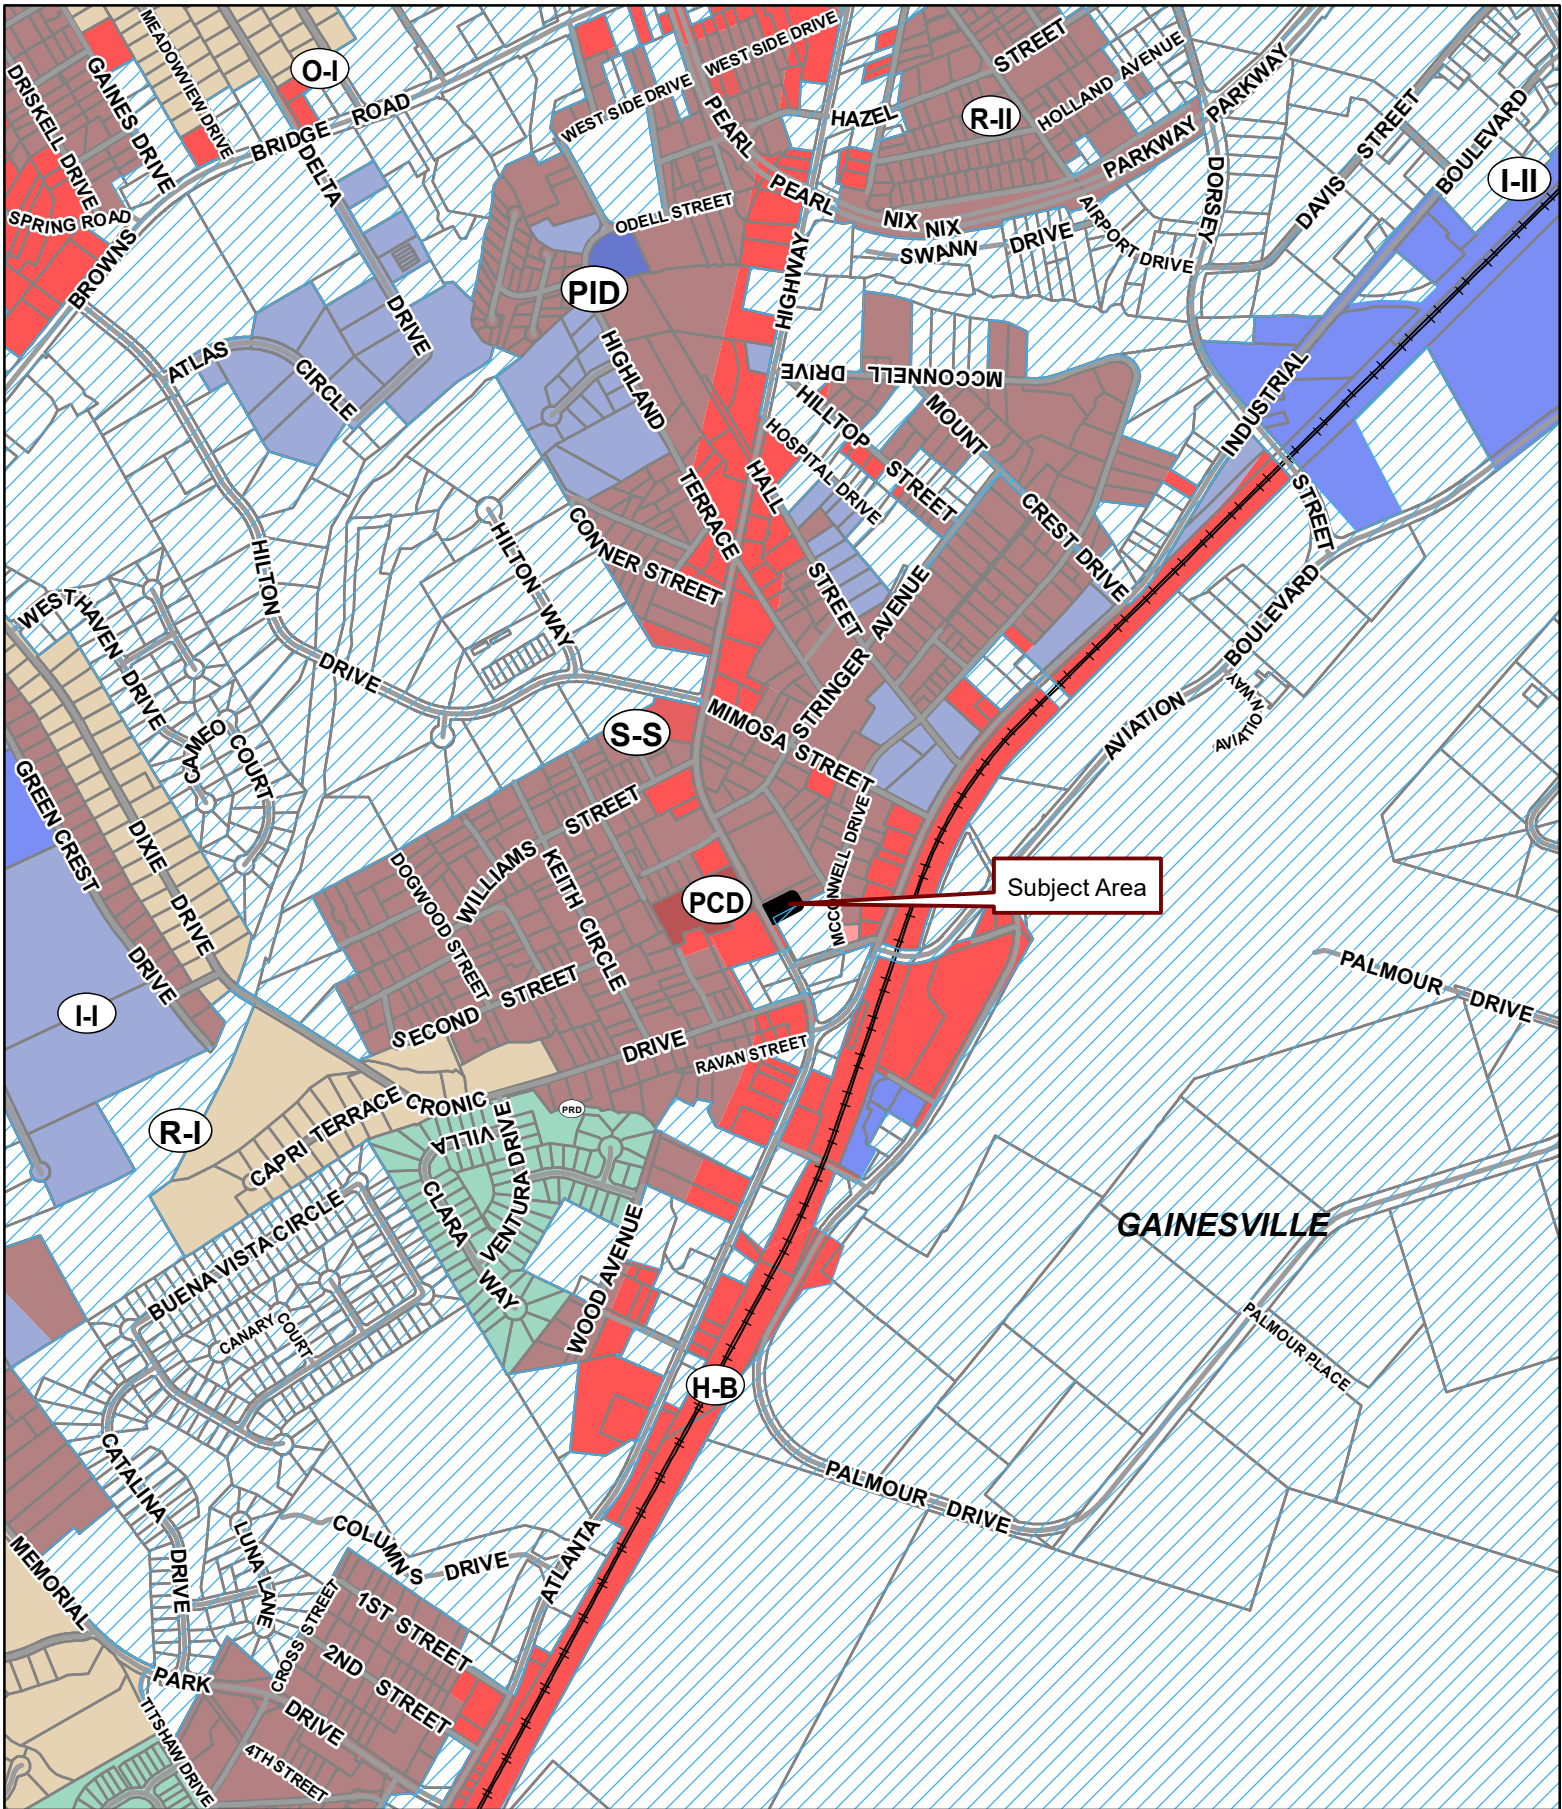 MEADOWVIEW DRIVE
O-I
GAINES DRIVE
DRISKELL DRIVE
BRIDGE ROAD
DELTA
DRIVE
SPRING ROAD
BROWNS
WEST SIDE DRIVE
WEST SIDE DRIVE
PEARL
PEARL
HAZEL
STREET
HOLLAND AVENUE
R-II
PARKWAY
PARKWAY
NIX
NIX
SWANN
DRIVE
AIRPORT DRIVE
DORSEY
STREET
DAVIS
STREET
BOULEVARD
INDUSTRIAL
I-II
ODELL STREET
PID
HIGHWAY
HIGHLAND
TERRACE
ATLAS
CIRCLE
MCCONNELL
DRIVE
HILLTOP
STREET
HOSPITAL DRIVE
MOUNT
CREST DRIVE
HALL
STREET
CONNER STREET
HILTON
DRIVE
HILTON WAY
WESTHAVEN
DRIVE
CAMEO
COURT
STRINGER
AVENUE
AVIATION
BOULEVARD
AVIATION WAY
S-S
MIMOSA
STREET
GREEN CREST
DRIVE
DIXIE
DRIVE
WILLIAMS
STREET
DOGWOOD STREET
KEITH
CIRCLE
MCCONNELL DRIVE
MCCONNELL
PCD
Subject Area
PALMOUR
DRIVE
I-I
SECOND
STREET
DRIVE
RAVAN STREET
CRONIC
CAPRI TERRACE
R-I
PRD
VILLA
VENTURA DRIVE
CLARA
WAY
WOOD AVENUE
GAINESVILLE
BUENA VISTA CIRCLE
CANARY
COURT
PALMOUR PLACE
H-B
CATALINA
DRIVE
PALMOUR
DRIVE
MEMORIAL
LUNA LANE
COLUMNS
DRIVE
ATLANTA
1ST STREET
CROSS STREET
2ND
STREET
PARK
DRIVE
TITSHAW DRIVE
4TH STREET